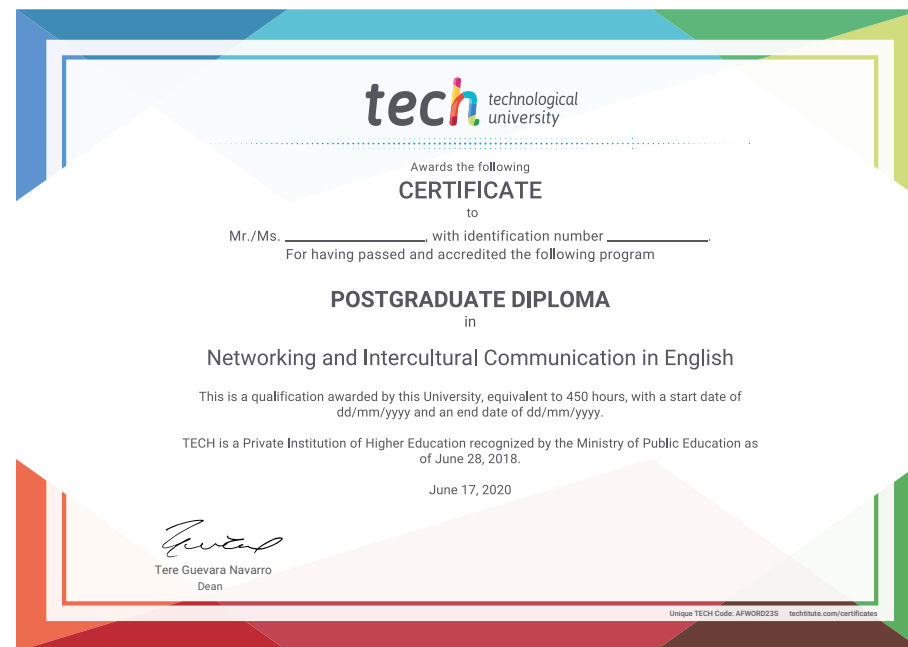 tech technological
university
Awards the following
CERTIFICATE
to
Mr./Ms. ____________________, with identification number ______________.
For having passed and accredited the following program
POSTGRADUATE DIPLOMA
in
Networking and Intercultural Communication in English
This is a qualification awarded by this University, equivalent to 450 hours, with a start date of
dd/mm/yyyy and an end date of dd/mm/yyyy.
TECH is a Private Institution of Higher Education recognized by the Ministry of Public Education as
of June 28, 2018.
June 17, 2020
Tere Guevara Navarro
Dean
Unique TECH Code: AFWORD23S techtitute.com/certificates